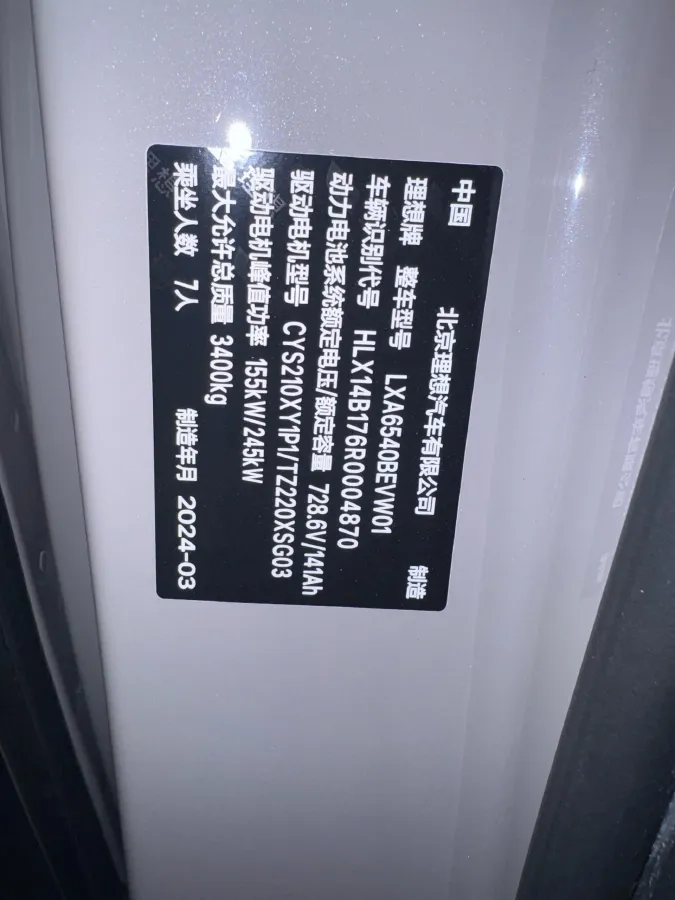 中国 北京理想汽车有限公司 制造
理想牌 整车型号 LXA6540BEVW01
车辆识别代号 HLX14B176R0004870
动力电池系统额定电压/额定容量 728.6V/141Ah
驱动电机型号 CYS210XY1P1/TZ220XSG03
驱动电机峰值功率 155kW/245kW
最大允许总质量 3400kg
乘坐人数 7人 制造年月 2024-03